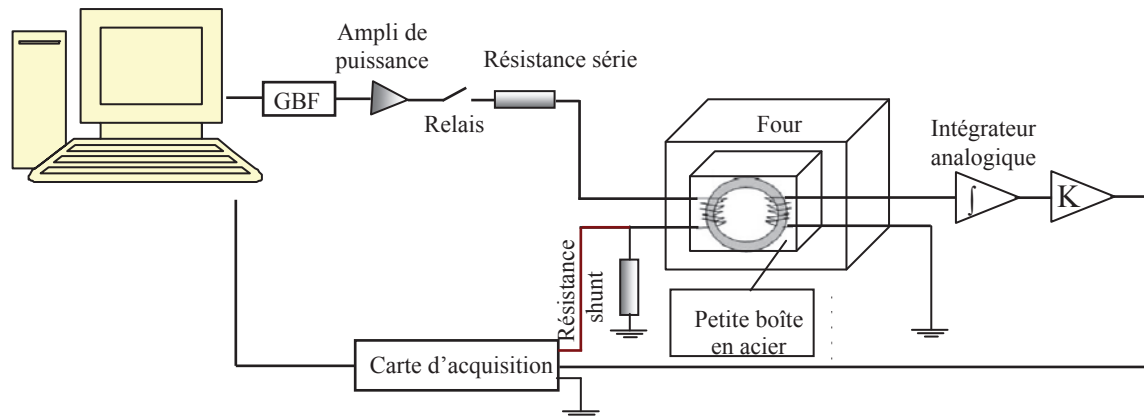 Ampli de
puissance
Résistance série
GBF
Relais
Four
Intégrateur
analogique
∫
K
Résistance
shunt
Petite boîte
en acier
Carte d'acquisition